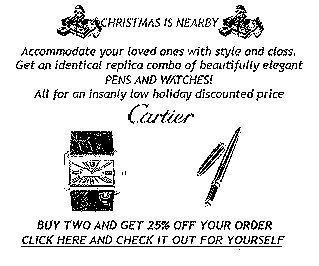 CHRISTMAS IS NEARBY
Accommodate your loved ones with style and class.
Get an identical replica combo of beautifully elegant
PENS AND WATCHES!
All for an insanly low holiday discounted price
Cartier
BUY TWO AND GET 25% OFF YOUR ORDER
CLICK HERE AND CHECK IT OUT FOR YOURSELF